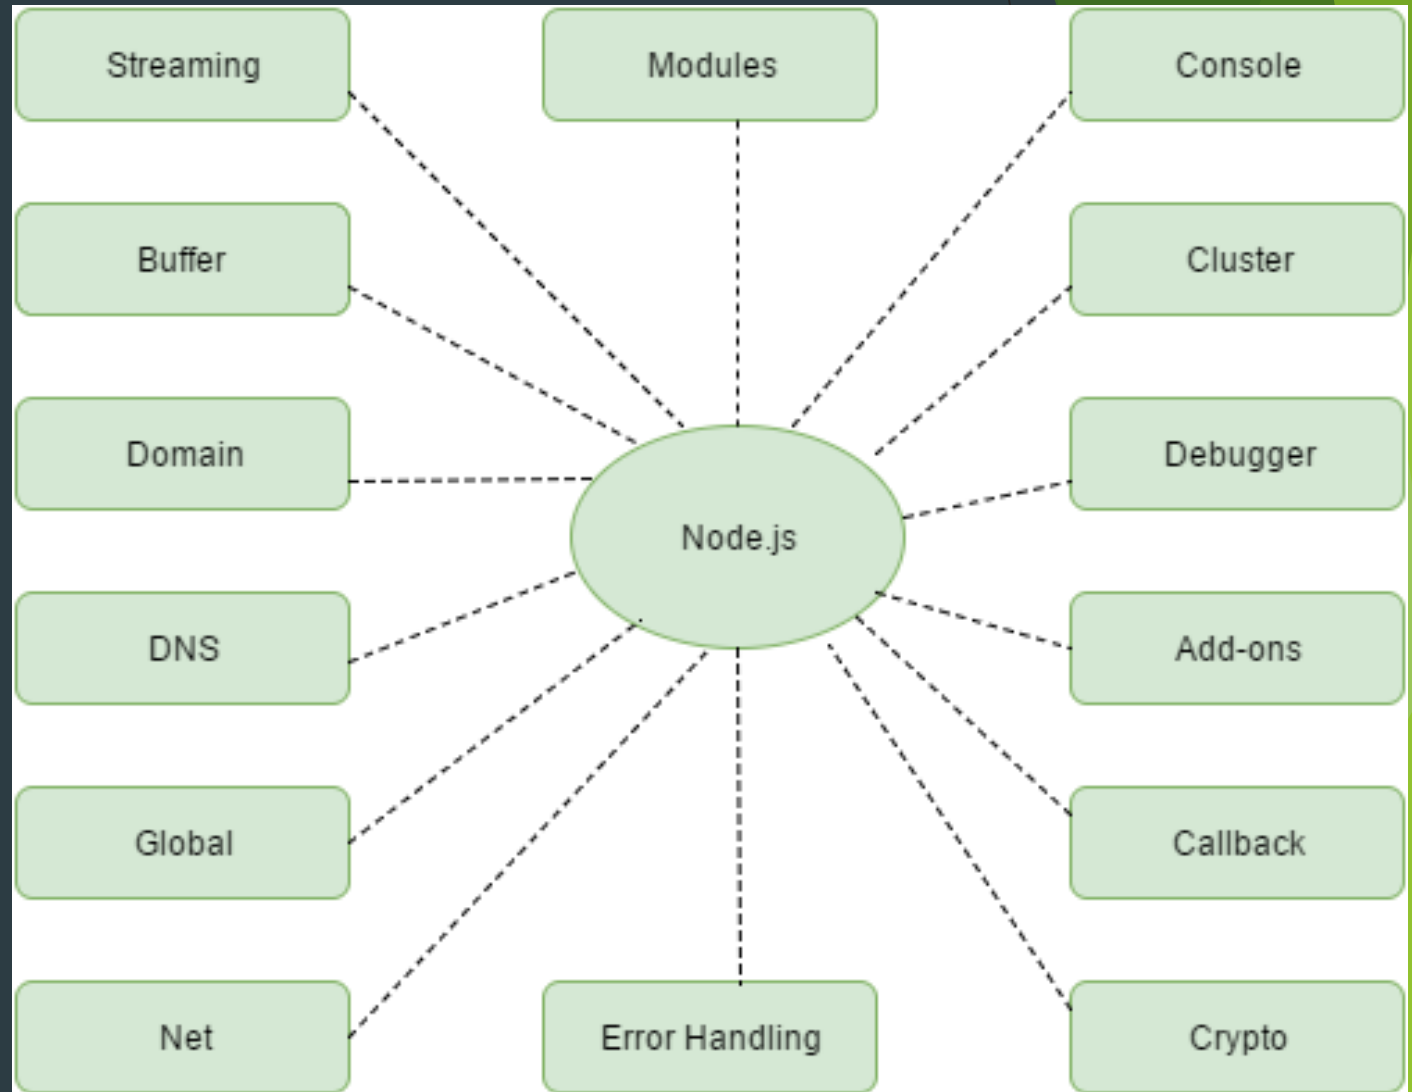 Streaming
Modules
Console
Buffer
Cluster
Domain
Debugger
Node.js
DNS
Add-ons
Global
Callback
Net
Error Handling
Crypto